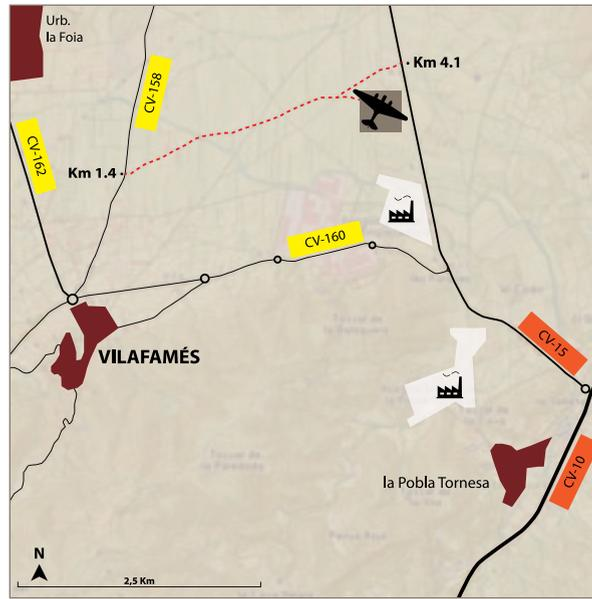 Urb.
la Foia
CV-158
Km 4.1
CV-162
Km 1.4
CV-160
VILAFAMÉS
CV-15
CV-10
la Pobla Tornesa
N
2,5 Km